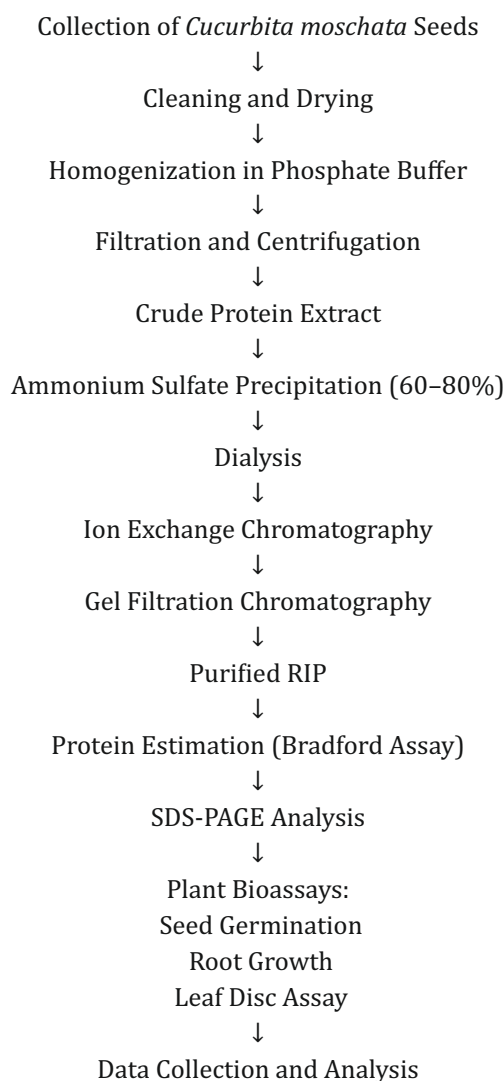 Collection of Cucurbita moschata Seeds
↓
Cleaning and Drying
↓
Homogenization in Phosphate Buffer
↓
Filtration and Centrifugation
↓
Crude Protein Extract
↓
Ammonium Sulfate Precipitation (60–80%)
↓
Dialysis
↓
Ion Exchange Chromatography
↓
Gel Filtration Chromatography
↓
Purified RIP
↓
Protein Estimation (Bradford Assay)
↓
SDS-PAGE Analysis
↓
Plant Bioassays:
Seed Germination
Root Growth
Leaf Disc Assay
↓
Data Collection and Analysis